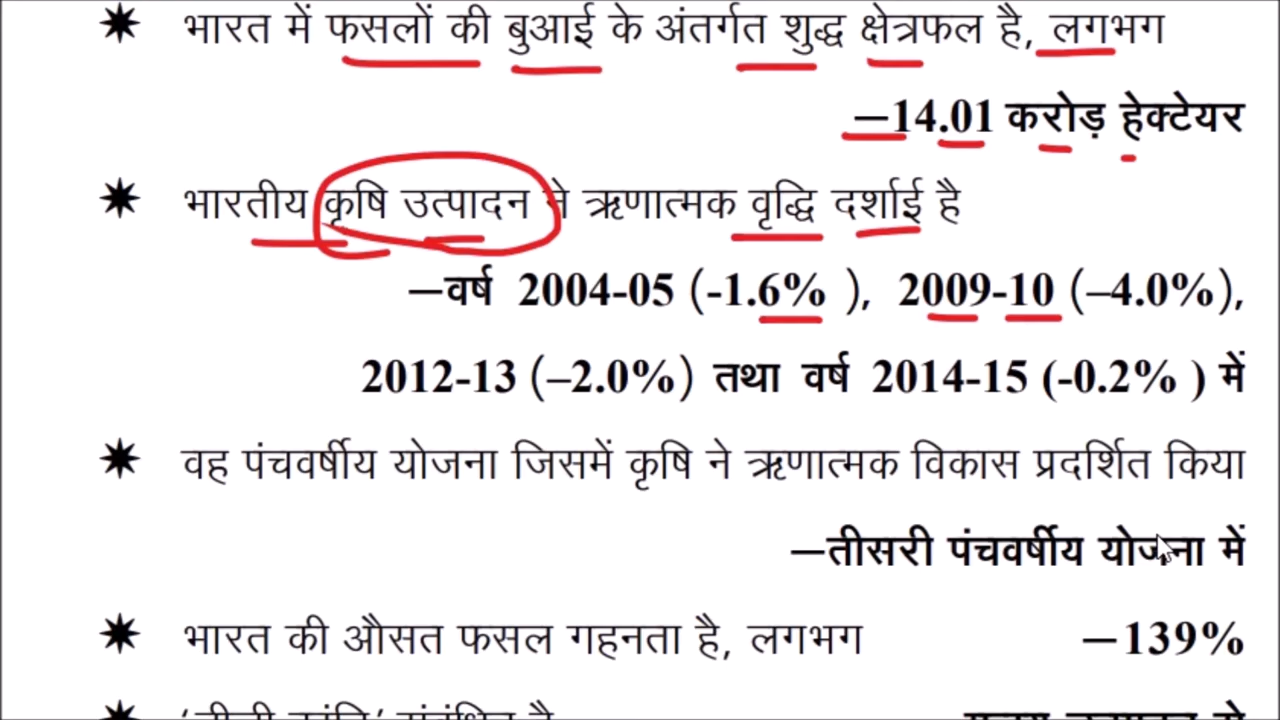 ✷ भारत में फसलों की बुआई के अंतर्गत शुद्ध क्षेत्रफल है, लगभग
—14.01 करोड़ हेक्टेयर
✷ भारतीय कृषि उत्पादन ने ऋणात्मक वृद्धि दर्शाई है
—वर्ष 2004-05 (-1.6% ), 2009-10 (–4.0%),
2012-13 (–2.0%) तथा वर्ष 2014-15 (-0.2% ) में
✷ वह पंचवर्षीय योजना जिसमें कृषि ने ऋणात्मक विकास प्रदर्शित किया
—तीसरी पंचवर्षीय योजना में
✷ भारत की औसत फसल गहनता है, लगभग —139%